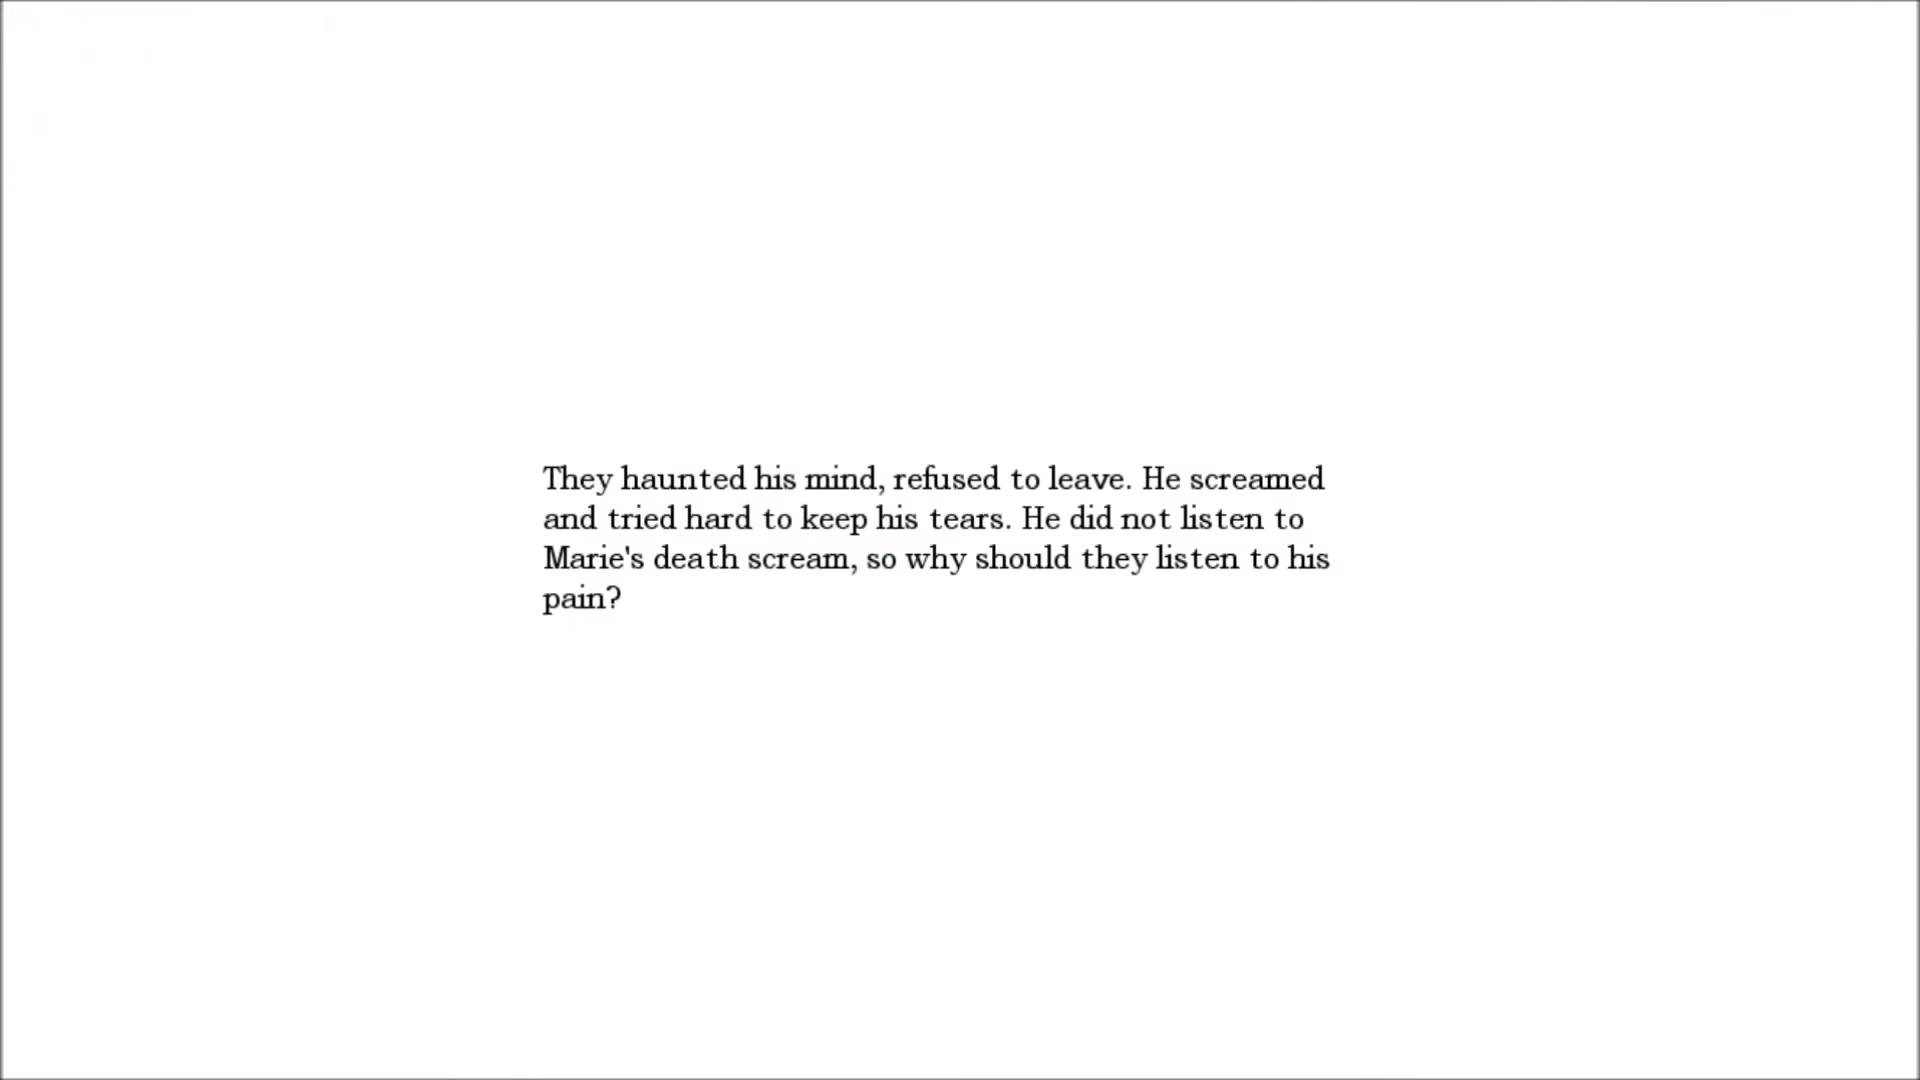 They haunted his mind, refused to leave. He screamed
and tried hard to keep his tears. He did not listen to
Marie's death scream, so why should they listen to his
pain?